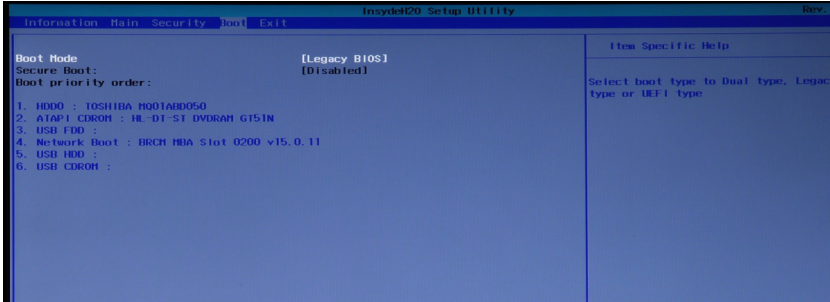 InsydeH20 Setup Utility Rev.
Information Main Security Boot Exit
Item Specific Help
Boot Mode [Legacy BIOS]
Secure Boot: [Disabled]
Boot priority order:
Select boot type to Dual type, Legac
type or UEFI type
1. HDD0 : TOSHIBA MQ01ABD050
2. ATAPI CDROM : HL-DT-ST DVDRAM GT51N
3. USB FDD :
4. Network Boot : BRCM MBA Slot 0200 v15.0.11
5. USB HDD :
6. USB CDROM :